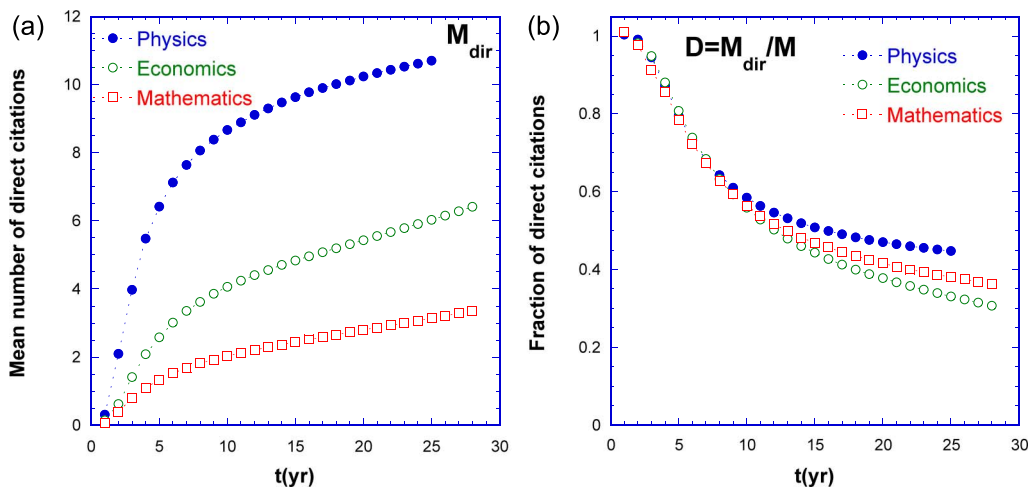 (a)
M_dir
Physics
Economics
Mathematics
Mean number of direct citations
12
10
8
6
4
2
0
0 5 10 15 20 25 30
t(yr)
(b)
D=M_dir/M
Physics
Economics
Mathematics
Fraction of direct citations
1
0.8
0.6
0.4
0.2
0
0 5 10 15 20 25 30
t(yr)